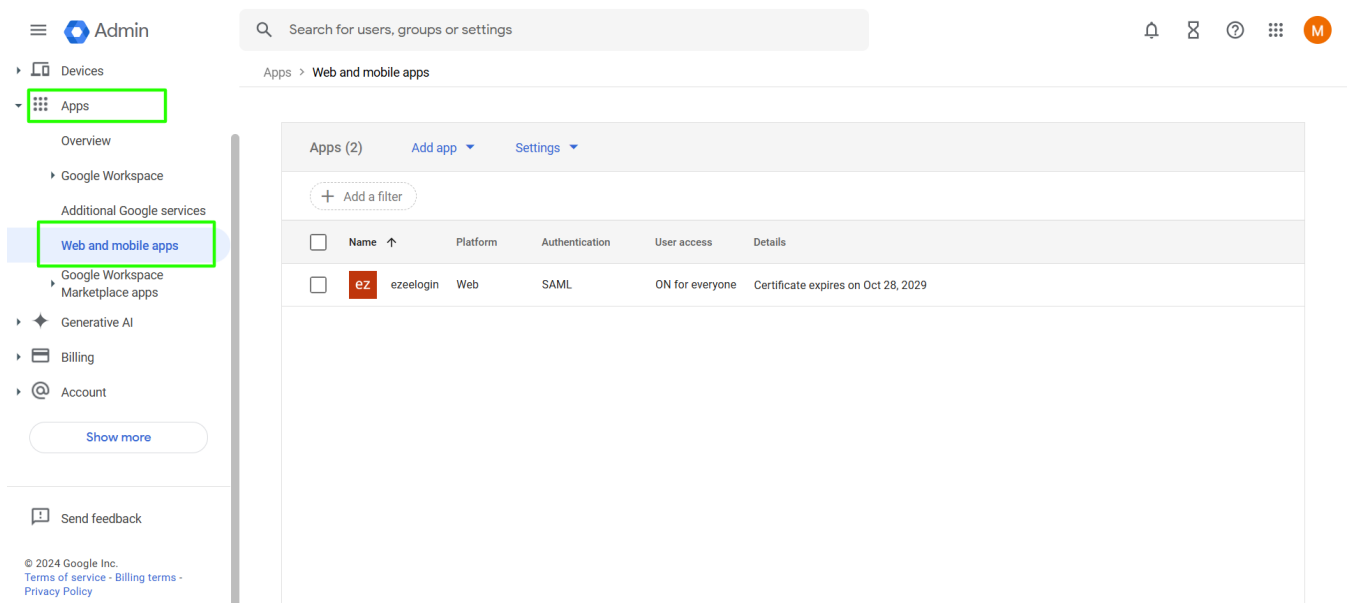 Admin
Search for users, groups or settings
M
Devices
Apps
Overview
Google Workspace
Additional Google services
Web and mobile apps
Google Workspace
Marketplace apps
Generative AI
Billing
Account
Show more
Send feedback
© 2024 Google Inc.
Terms of service - Billing terms -
Privacy Policy
Apps > Web and mobile apps
Apps (2) Add app Settings
Add a filter
Name Platform Authentication User access Details
ez ezeelogin Web SAML ON for everyone Certificate expires on Oct 28, 2029